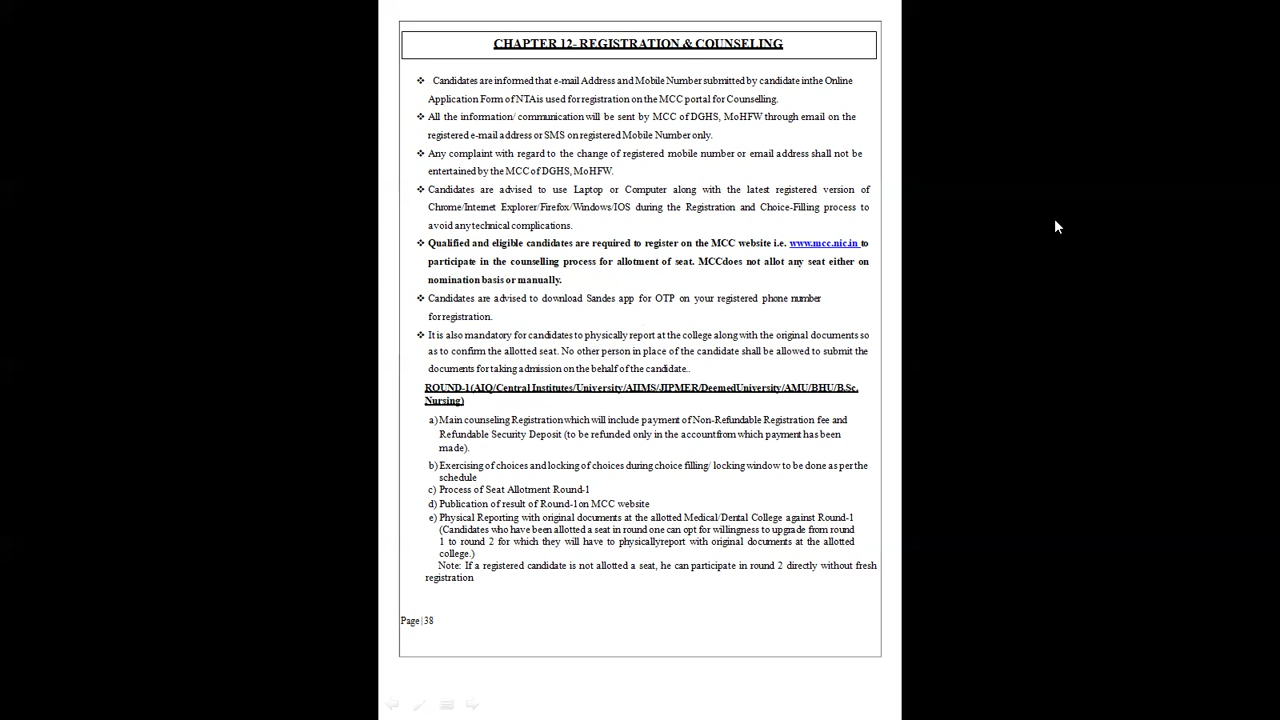 CHAPTER 12- REGISTRATION & COUNSELING
❖ Candidates are informed that e-mail Address and Mobile Number submitted by candidate inthe Online
Application Form of NTAis used for registration on the MCC portal for Counselling.
❖ All the information/ communication will be sent by MCC of DGHS, MoHFW through email on the
registered e-mail address or SMS on registered Mobile Number only.
❖ Any complaint with regard to the change of registered mobile number or email address shall not be
entertained by the MCC of DGHS, MoHFW.
❖ Candidates are advised to use Laptop or Computer along with the latest registered version of
Chrome/Internet Explorer/Firefox/Windows/IOS during the Registration and Choice-Filling process to
avoid any technical complications.
❖ Qualified and eligible candidates are required to register on the MCC website i.e. www.mcc.nic.in to
participate in the counselling process for allotment of seat. MCCdoes not allot any seat either on
nomination basis or manually.
❖ Candidates are advised to download Sandes app for OTP on your registered phone number
forregistration.
❖ It is also mandatory for candidates to physically report at the college along with the original documents so
as to confirm the allotted seat. No other person in place of the candidate shall be allowed to submit the
documents for taking admission on the behalf of the candidate..
ROUND-1(AIQ/Central Institutes/University/AIIMS/JIPMER/DeemedUniversity/AMU/BHU/B.Sc.
Nursing)
a) Main counseling Registrationwhich will include payment of Non-Refundable Registration fee and
Refundable Security Deposit (to be refunded only in the accountfrom which payment has been
made).
b) Exercising of choices and locking of choices during choice filling/ locking window to be done as per the
schedule
c) Process of Seat Allotment Round-1
d) Publication of result of Round-1on MCC website
e) Physical Reporting with original documents at the allotted Medical/Dental College against Round-1
(Candidates who have been allotted a seat in round one can opt for willingness to upgrade from round
1 to round 2 for which they will have to physicallyreport with original documents at the allotted
college.)
Note: If a registered candidate is not allotted a seat, he can participate in round 2 directly without fresh
registration
Page | 38